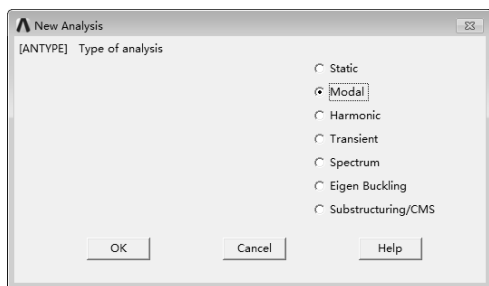 New Analysis
[ANTYPE] Type of analysis
Static
Modal
Harmonic
Transient
Spectrum
Eigen Buckling
Substructuring/CMS
OK Cancel Help